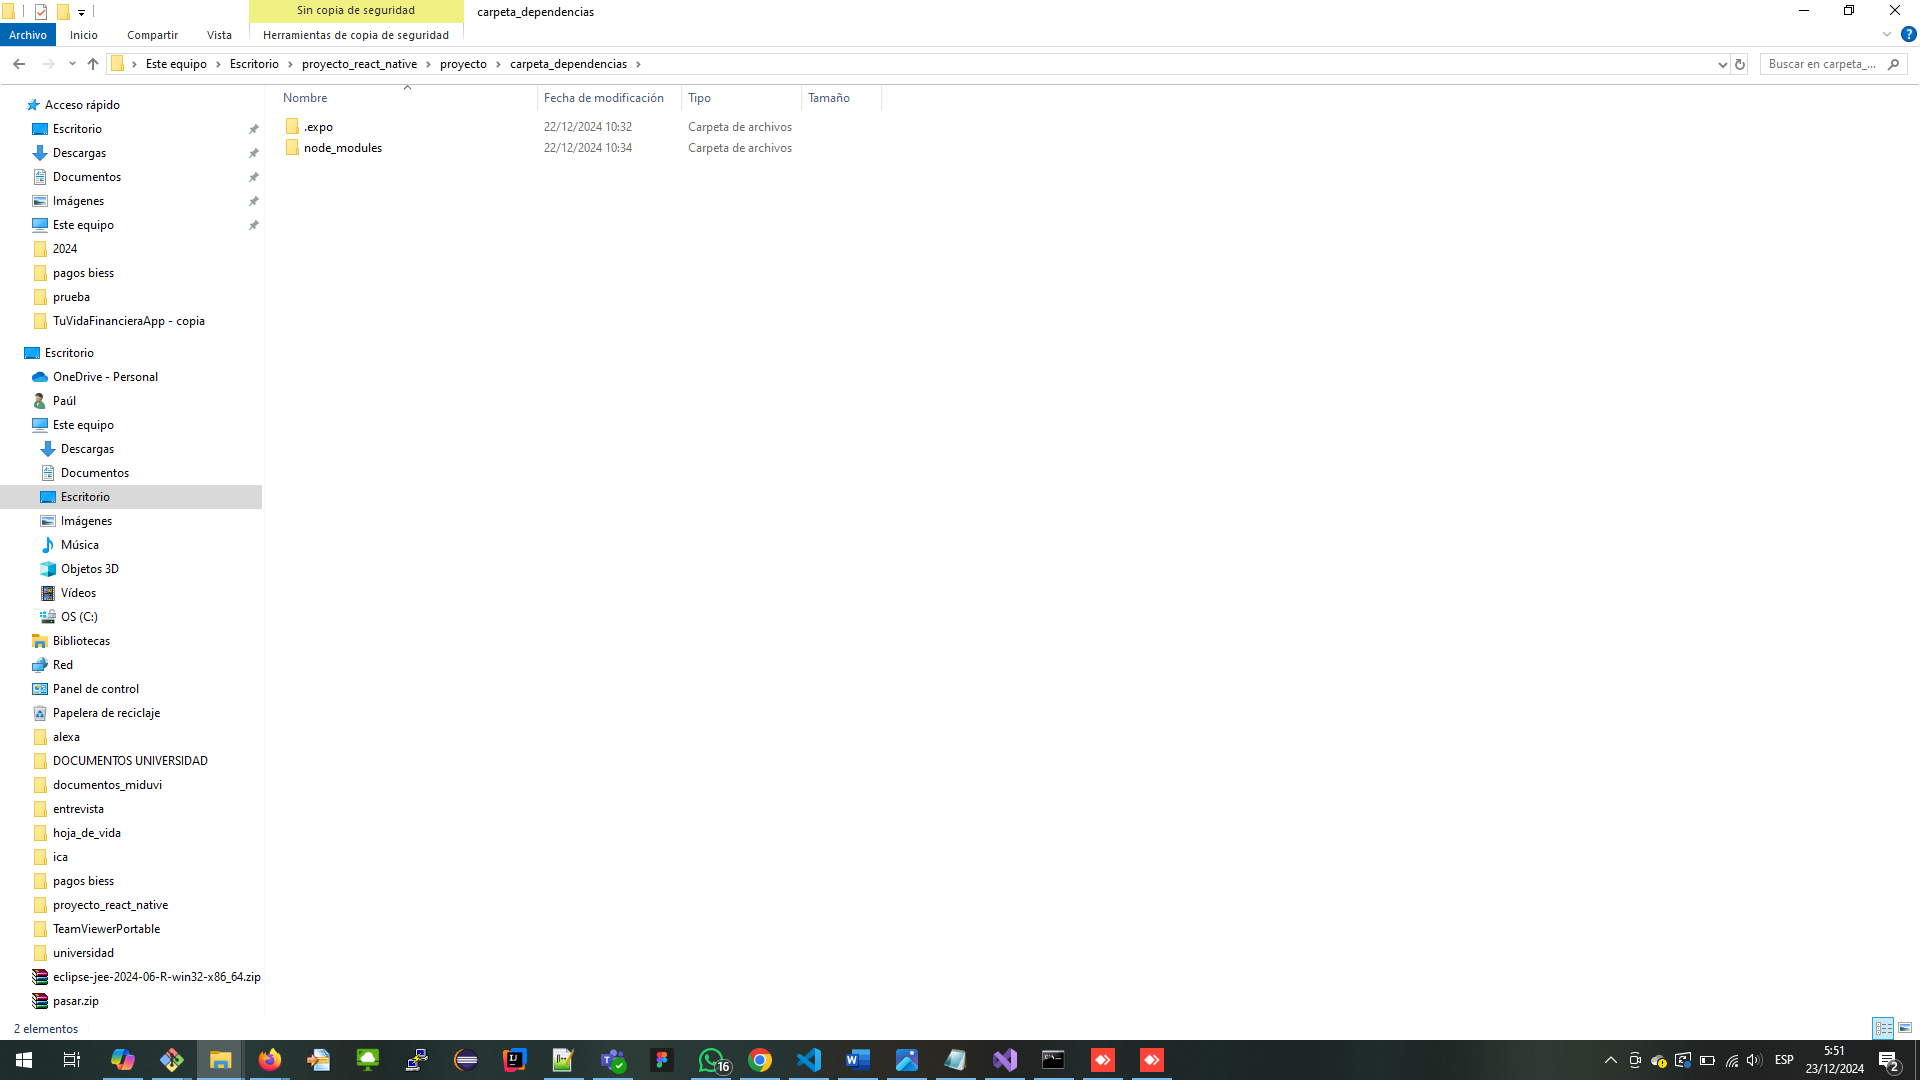 Sin copia de seguridad
carpeta_dependencias
Archivo
Inicio
Compartir
Vista
Herramientas de copia de seguridad
Este equipo
Escritorio
proyecto_react_native
proyecto
carpeta_dependencias
Buscar en carpeta_...
Nombre
Fecha de modificación
Tipo
Tamaño
.expo 22/12/2024 10:32 Carpeta de archivos
node_modules 22/12/2024 10:34 Carpeta de archivos
Acceso rápido
Escritorio
Descargas
Documentos
Imágenes
Este equipo
2024
pagos biess
prueba
TuVidaFinancieraApp - copia
Escritorio
OneDrive - Personal
Paúl
Este equipo
Descargas
Documentos
Escritorio
Imágenes
Música
Objetos 3D
Vídeos
OS (C:)
Bibliotecas
Red
Panel de control
Papelera de reciclaje
alexa
DOCUMENTOS UNIVERSIDAD
documentos_miduvi
entrevista
hoja_de_vida
ica
pagos biess
proyecto_react_native
TeamViewerPortable
universidad
eclipse-jee-2024-06-R-win32-x86_64.zip
pasar.zip
2 elementos
16
ESP
5:51
23/12/2024
2